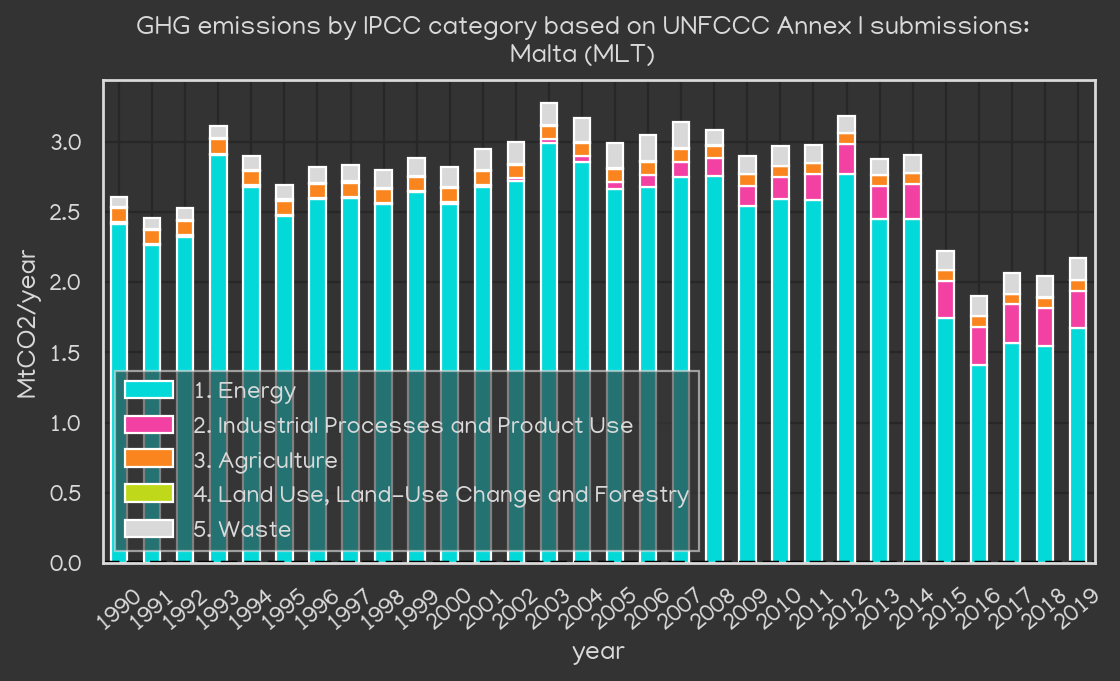 GHG emissions by IPCC category based on UNFCCC Annex I submissions:
Malta (MLT)
MtCO2/year
3.0
2.5
2.0
1.5
1.0
0.5
0.0
1. Energy
2. Industrial Processes and Product Use
3. Agriculture
4. Land Use, Land-Use Change and Forestry
5. Waste
1990 1991 1992 1993 1994 1995 1996 1997 1998 1999 2000 2001 2002 2003 2004 2005 2006 2007 2008 2009 2010 2011 2012 2013 2014 2015 2016 2017 2018 2019
year